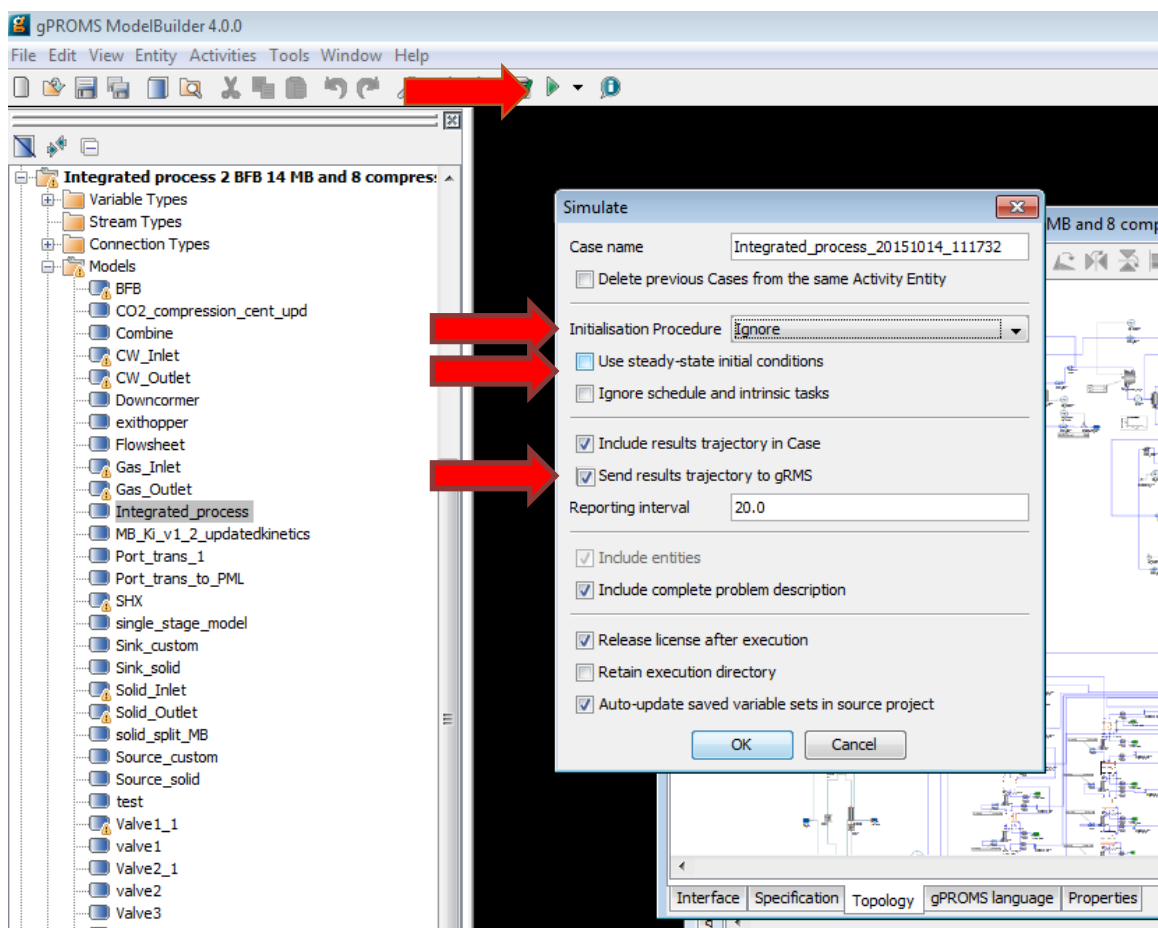 gPROMS ModelBuilder 4.0.0
File Edit View Entity Activities Tools Window Help
Integrated process 2 BFB 14 MB and 8 compres
Variable Types
Stream Types
Connection Types
Models
BFB
CO2_compression_cent_upd
Combine
CW_Inlet
CW_Outlet
Downcormer
exithopper
Flowsheet
Gas_Inlet
Gas_Outlet
Integrated_process
MB_Ki_v1_2_updatedkinetics
Port_trans_1
Port_trans_to_PML
SHX
single_stage_model
Sink_custom
Sink_solid
Solid_Inlet
Solid_Outlet
solid_split_MB
Source_custom
Source_solid
test
Valve1_1
valve1
Valve2_1
valve2
Valve3
Simulate
Case name Integrated_process_20151014_111732
Delete previous Cases from the same Activity Entity
Initialisation Procedure Ignore
Use steady-state initial conditions
Ignore schedule and intrinsic tasks
Include results trajectory in Case
Send results trajectory to gRMS
Reporting interval 20.0
Include entities
Include complete problem description
Release license after execution
Retain execution directory
Auto-update saved variable sets in source project
OK Cancel
MB and 8 comp
Interface Specification Topology gPROMS language Properties